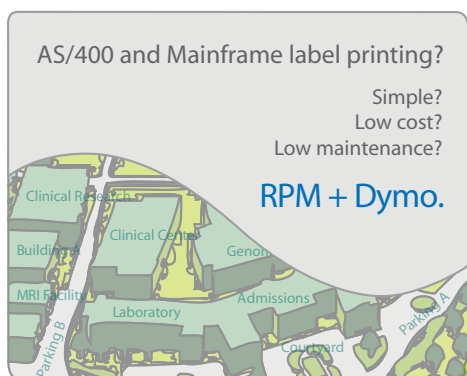 AS/400 and Mainframe label printing?
Simple?
Low cost?
Low maintenance?
RPM + Dymo.
Clinical Research
Clinical Center
Building A
Genom
MRI Facility
Admissions
Laboratory
Parking A
Courtyard
Parking B